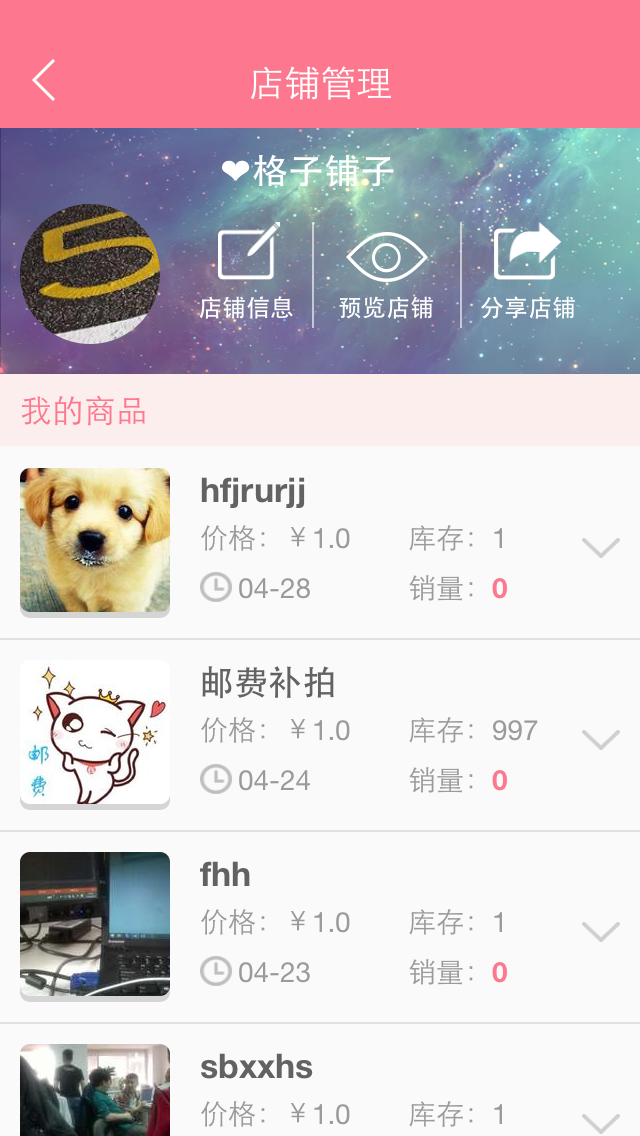 店铺管理
❤格子铺子
5
店铺信息
预览店铺
分享店铺
我的商品
hfjrurjj
价格：￥1.0 库存：1
04-28 销量：0
邮费补拍
邮
费
价格：￥1.0 库存：997
04-24 销量：0
fhh
价格：￥1.0 库存：1
04-23 销量：0
sbxxhs
价格：￥1.0 库存：1